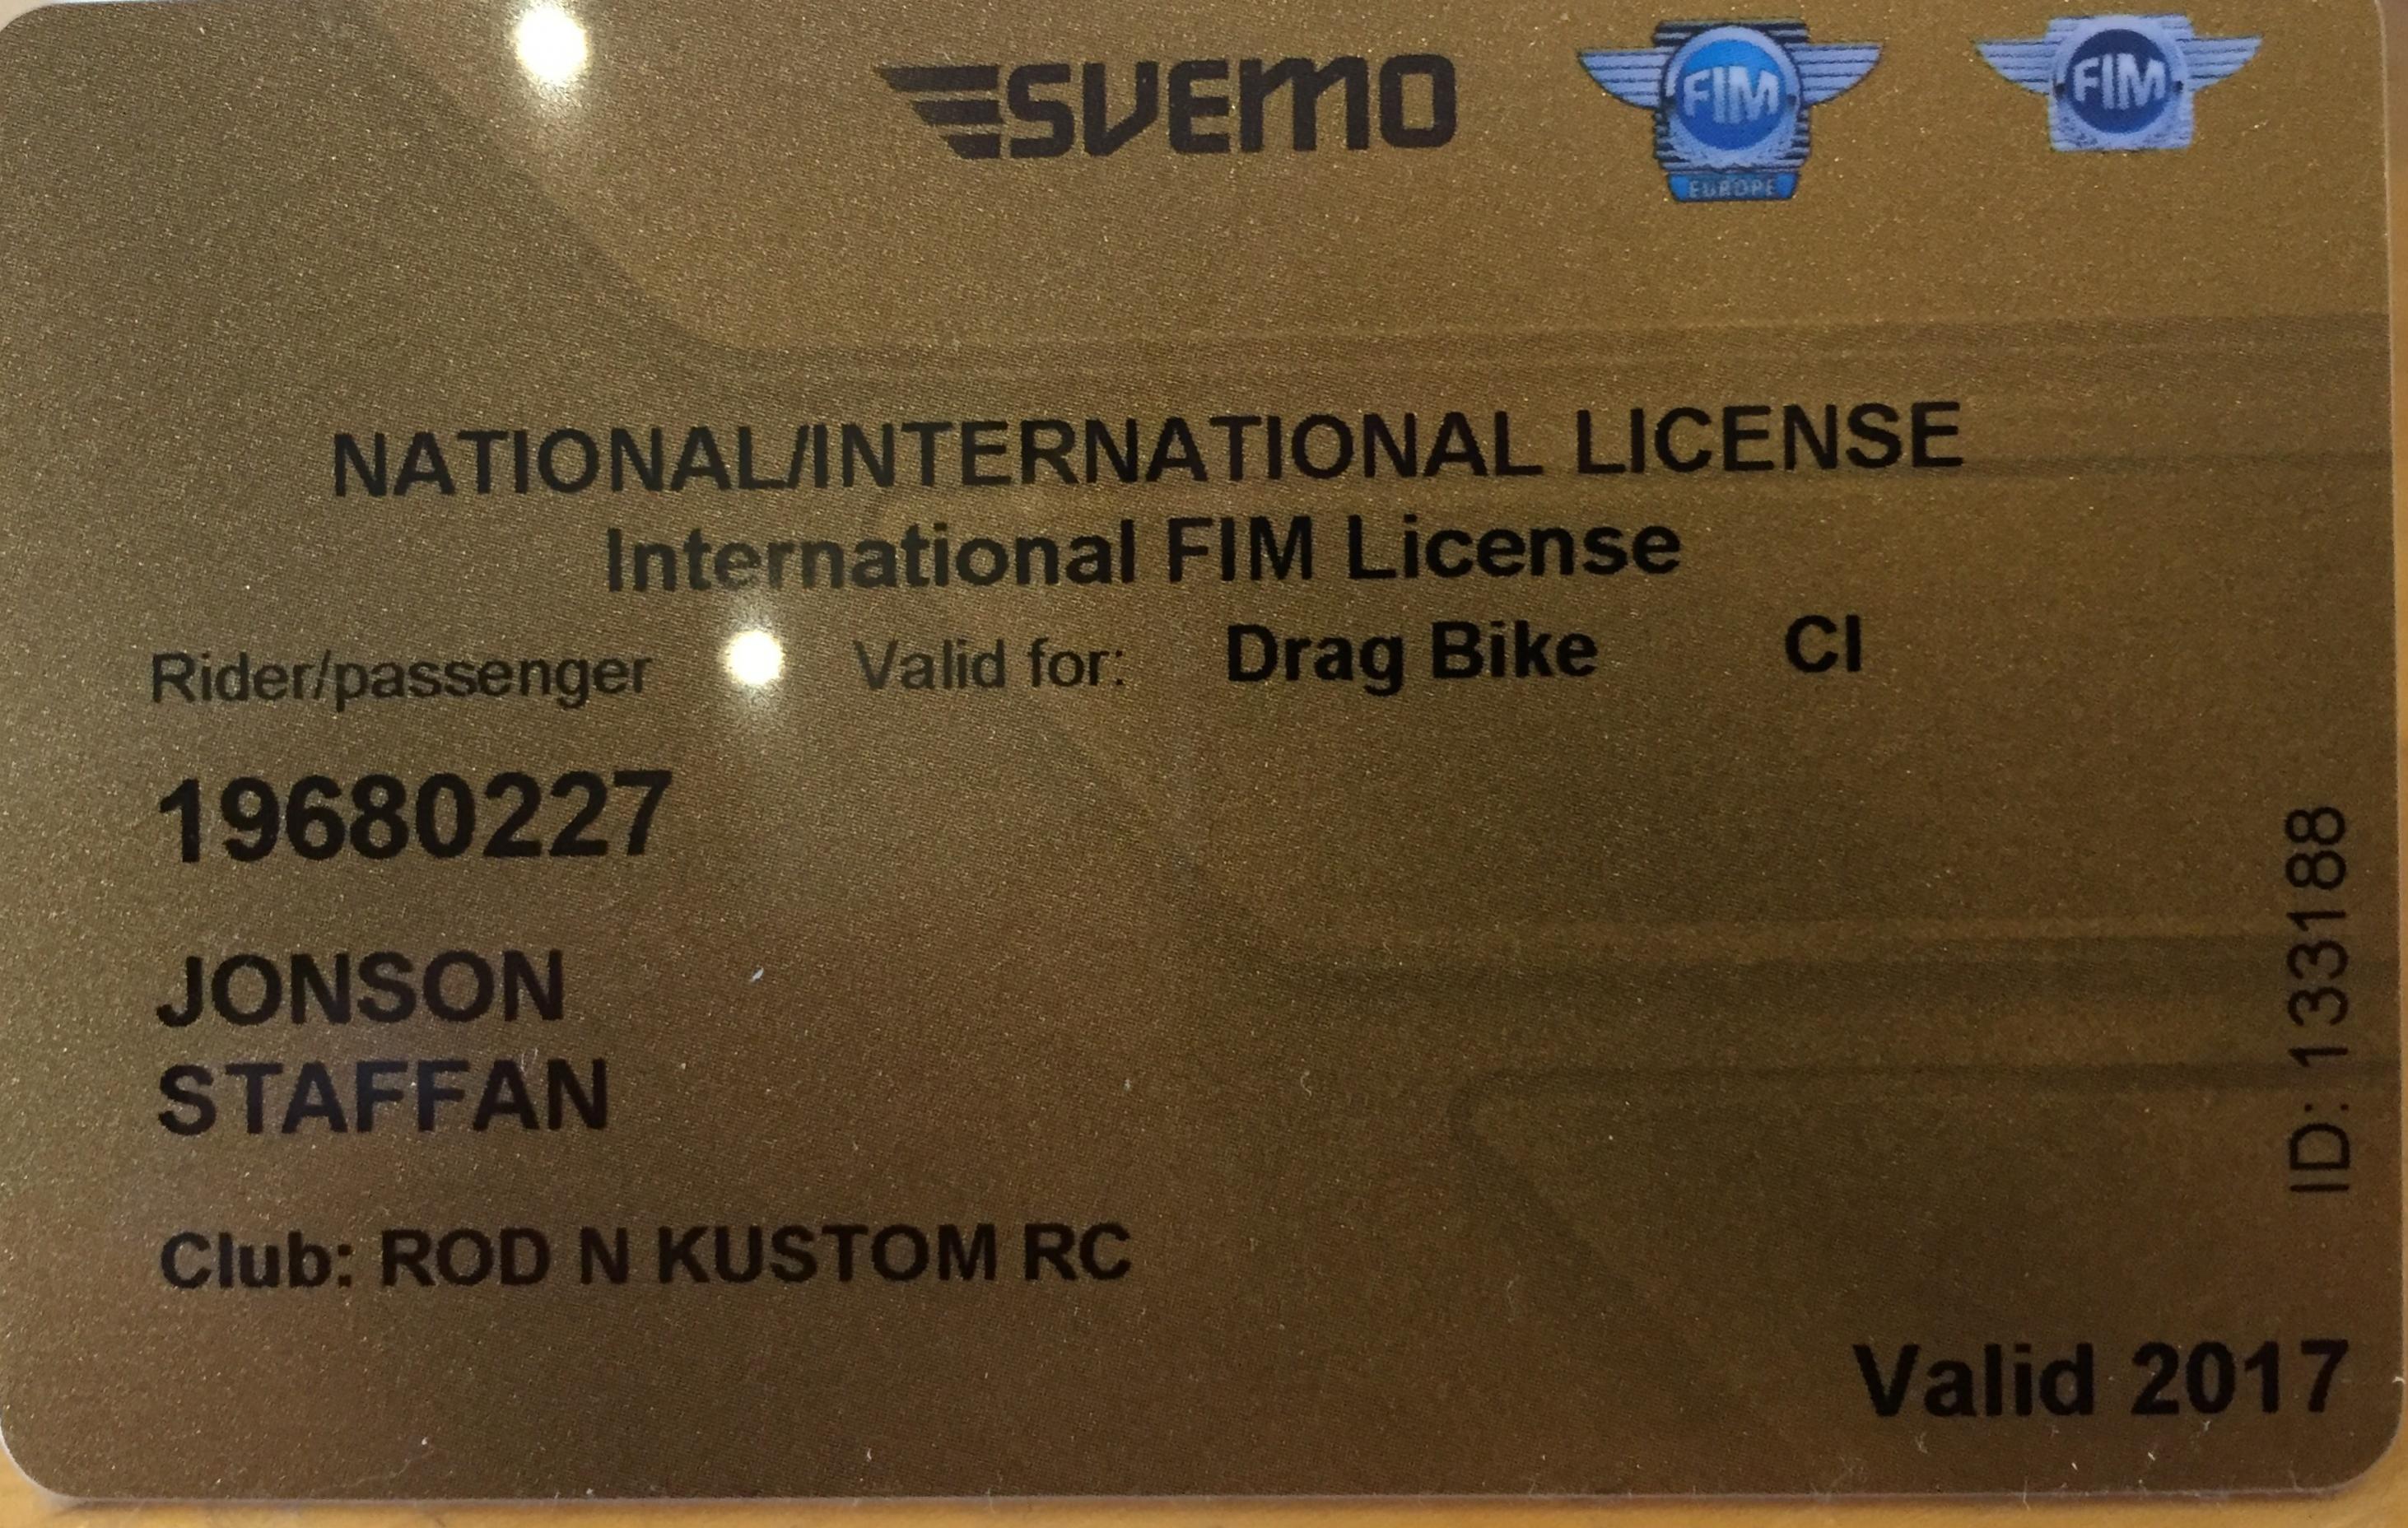 SVEMO
FIM
EUROPE
FIM
NATIONAL/INTERNATIONAL LICENSE
International FIM License
Rider/passenger Valid for: Drag Bike CI
19680227
JONSON
STAFFAN
Club: ROD N KUSTOM RC
ID: 133188
Valid 2017